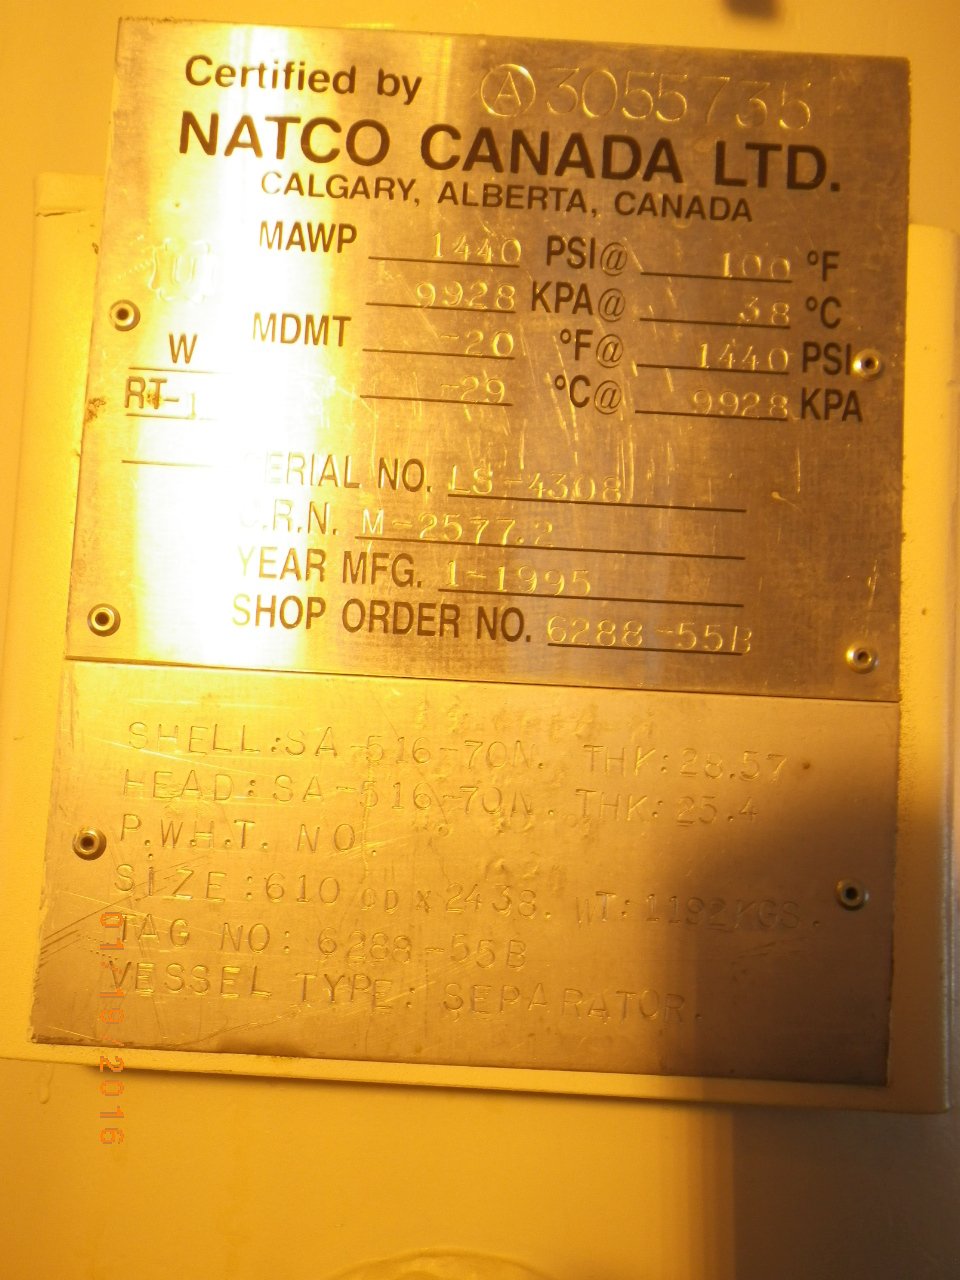 Certified by Ⓐ 3055735
NATCO CANADA LTD.
CALGARY, ALBERTA, CANADA
MAWP 1440 PSI@ 100 °F
U
9928 KPA@ 38 °C
MDMT -20 °F@ 1440 PSI
W
-29 °C@ 9928 KPA
RT-1
SERIAL NO. LS-4308
C.R.N. M-2577.2
YEAR MFG. 1-1995
SHOP ORDER NO. 6288-55B
SHELL:SA-516-70N. THK:28.57
HEAD:SA-516-70N. THK:25.4
P.W.H.T. NO.
SIZE:610 OD X 2438. WT:1192KGS.
TAG NO: 6288-55B
VESSEL TYPE: SEPARATOR.
01/19/2016